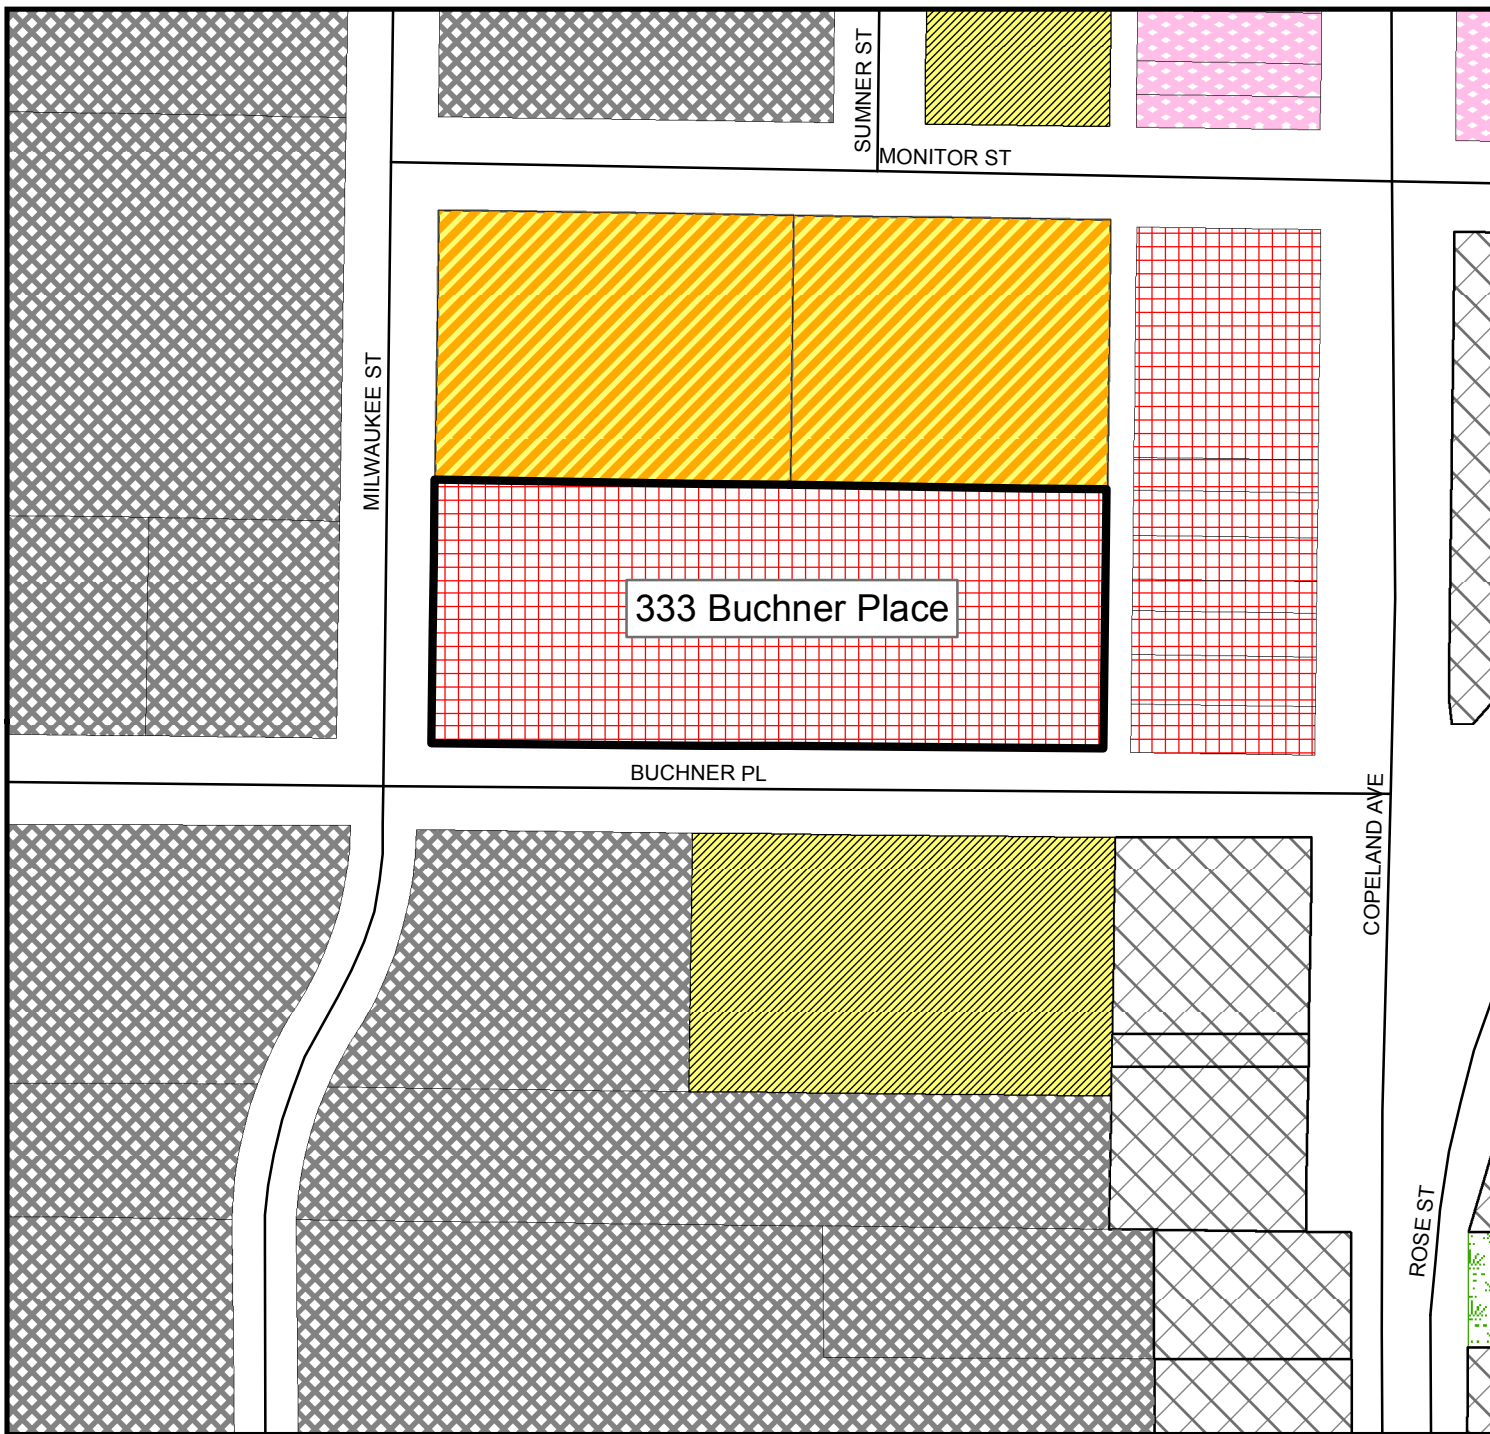 SUMNER ST
MONITOR ST
MILWAUKEE ST
333 Buchner Place
BUCHNER PL
COPELAND AVE
ROSE ST